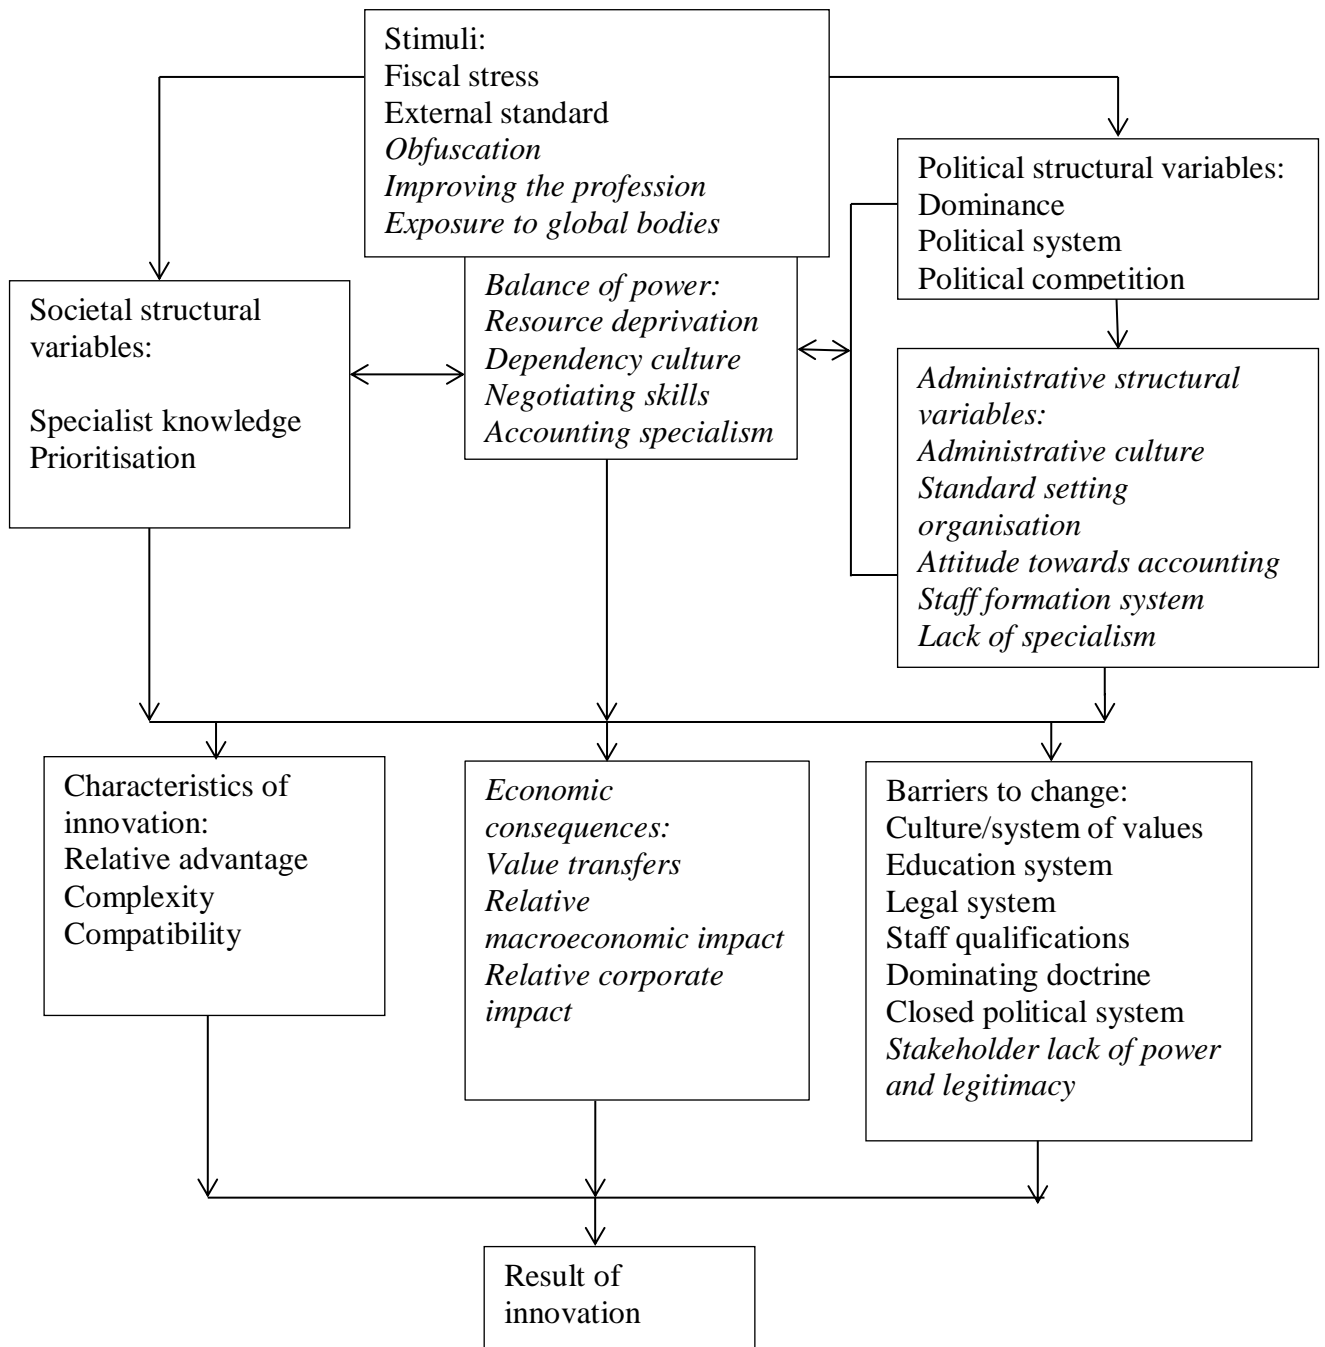 Stimuli:
Fiscal stress
External standard
Obfuscation
Improving the profession
Exposure to global bodies
Political structural variables:
Dominance
Political system
Political competition
Societal structural
variables:
Specialist knowledge
Prioritisation
Balance of power:
Resource deprivation
Dependency culture
Negotiating skills
Accounting specialism
Administrative structural
variables:
Administrative culture
Standard setting
organisation
Attitude towards accounting
Staff formation system
Lack of specialism
Characteristics of
innovation:
Relative advantage
Complexity
Compatibility
Economic
consequences:
Value transfers
Relative
macroeconomic impact
Relative corporate
impact
Barriers to change:
Culture/system of values
Education system
Legal system
Staff qualifications
Dominating doctrine
Closed political system
Stakeholder lack of power
and legitimacy
Result of
innovation